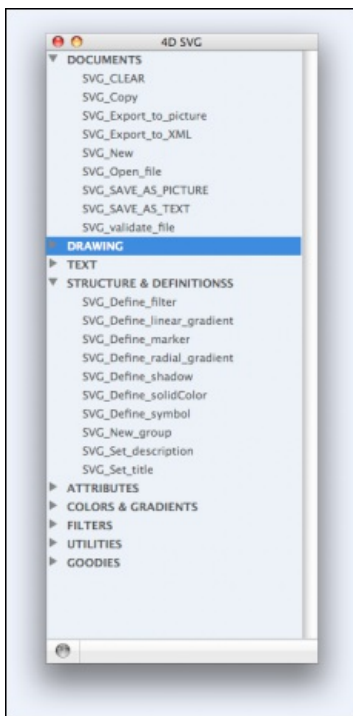 4D SVG
DOCUMENTS
SVG_CLEAR
SVG_Copy
SVG_Export_to_picture
SVG_Export_to_XML
SVG_New
SVG_Open_file
SVG_SAVE_AS_PICTURE
SVG_SAVE_AS_TEXT
SVG_validate_file
DRAWING
TEXT
STRUCTURE & DEFINITIONSS
SVG_Define_filter
SVG_Define_linear_gradient
SVG_Define_marker
SVG_Define_radial_gradient
SVG_Define_shadow
SVG_Define_solidColor
SVG_Define_symbol
SVG_New_group
SVG_Set_description
SVG_Set_title
ATTRIBUTES
COLORS & GRADIENTS
FILTERS
UTILITIES
GOODIES